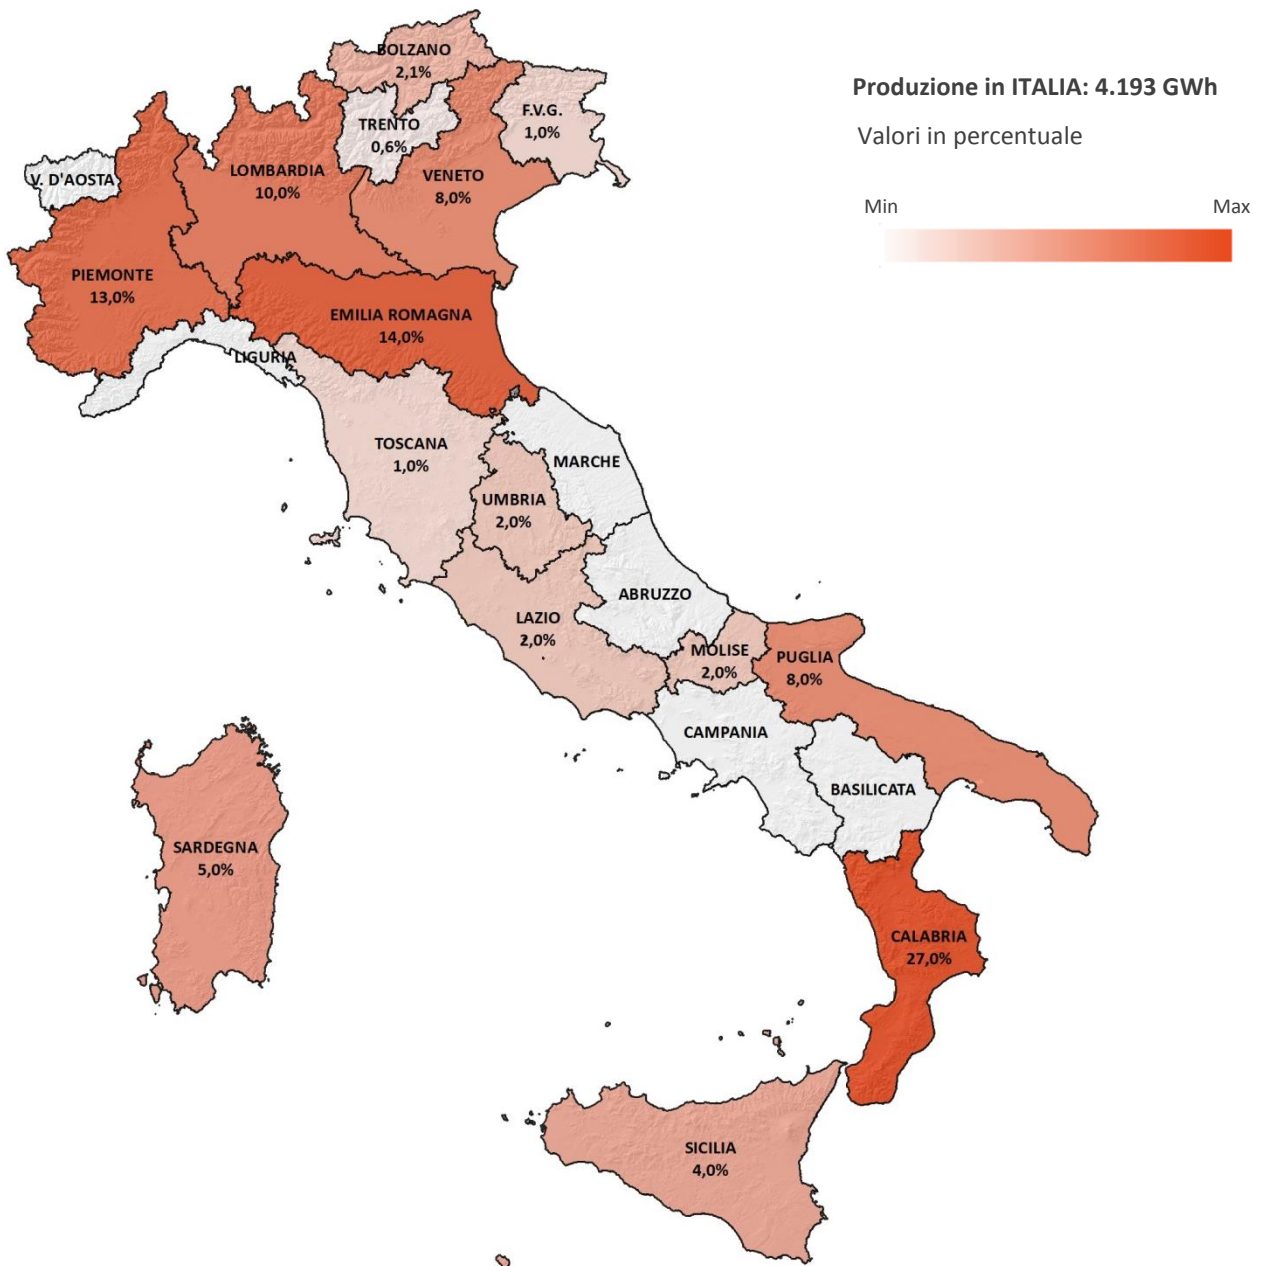 Produzione in ITALIA: 4.193 GWh
Valori in percentuale
Min
Max
BOLZANO
2,1%
TRENTO
0,6%
F.V.G.
1,0%
V. D'AOSTA
LOMBARDIA
10,0%
VENETO
8,0%
PIEMONTE
13,0%
EMILIA ROMAGNA
14,0%
LIGURIA
TOSCANA
1,0%
MARCHE
UMBRIA
2,0%
ABRUZZO
LAZIO
2,0%
MOLISE
2,0%
PUGLIA
8,0%
CAMPANIA
BASILICATA
SARDEGNA
5,0%
CALABRIA
27,0%
SICILIA
4,0%